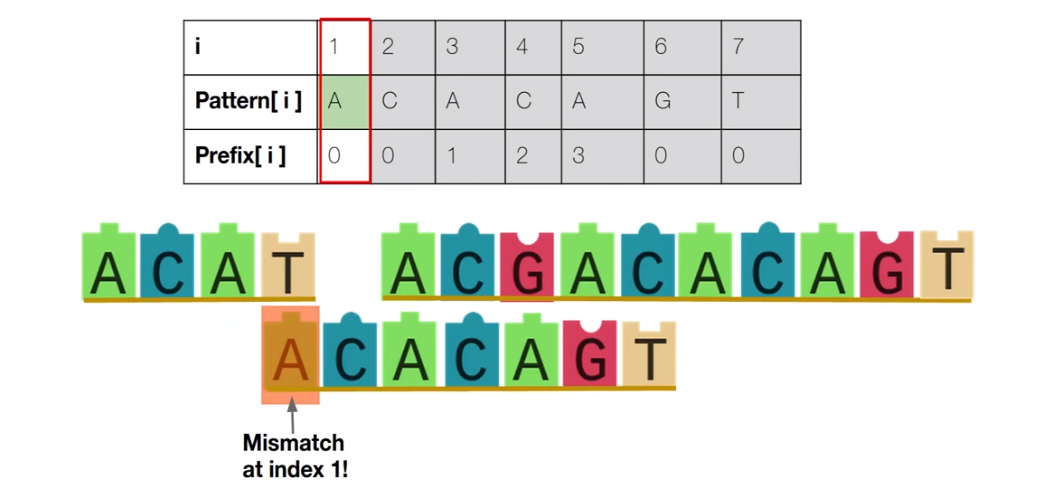 i 1 2 3 4 5 6 7
Pattern[ i ] A C A C A G T
Prefix[ i ] 0 0 1 2 3 0 0
A C A T A C G A C A C A G T
A C A C A G T
Mismatch
at index 1!